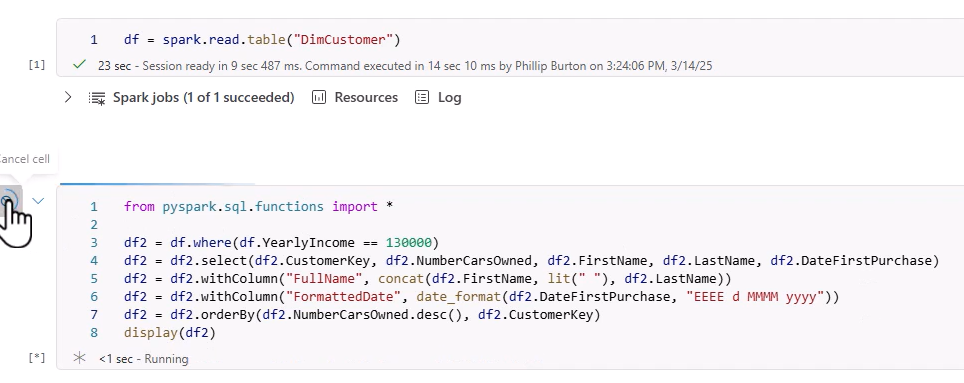 1 df = spark.read.table("DimCustomer")
[1] 23 sec - Session ready in 9 sec 487 ms. Command executed in 14 sec 10 ms by Phillip Burton on 3:24:06 PM, 3/14/25
Spark jobs (1 of 1 succeeded) Resources Log
ancel cell
1 from pyspark.sql.functions import *
2
3 df2 = df.where(df.YearlyIncome == 130000)
4 df2 = df2.select(df2.CustomerKey, df2.NumberCarsOwned, df2.FirstName, df2.LastName, df2.DateFirstPurchase)
5 df2 = df2.withColumn("FullName", concat(df2.FirstName, lit(" "), df2.LastName))
6 df2 = df2.withColumn("FormattedDate", date_format(df2.DateFirstPurchase, "EEEE d MMMM yyyy"))
7 df2 = df2.orderBy(df2.NumberCarsOwned.desc(), df2.CustomerKey)
8 display(df2)
[*] <1 sec - Running